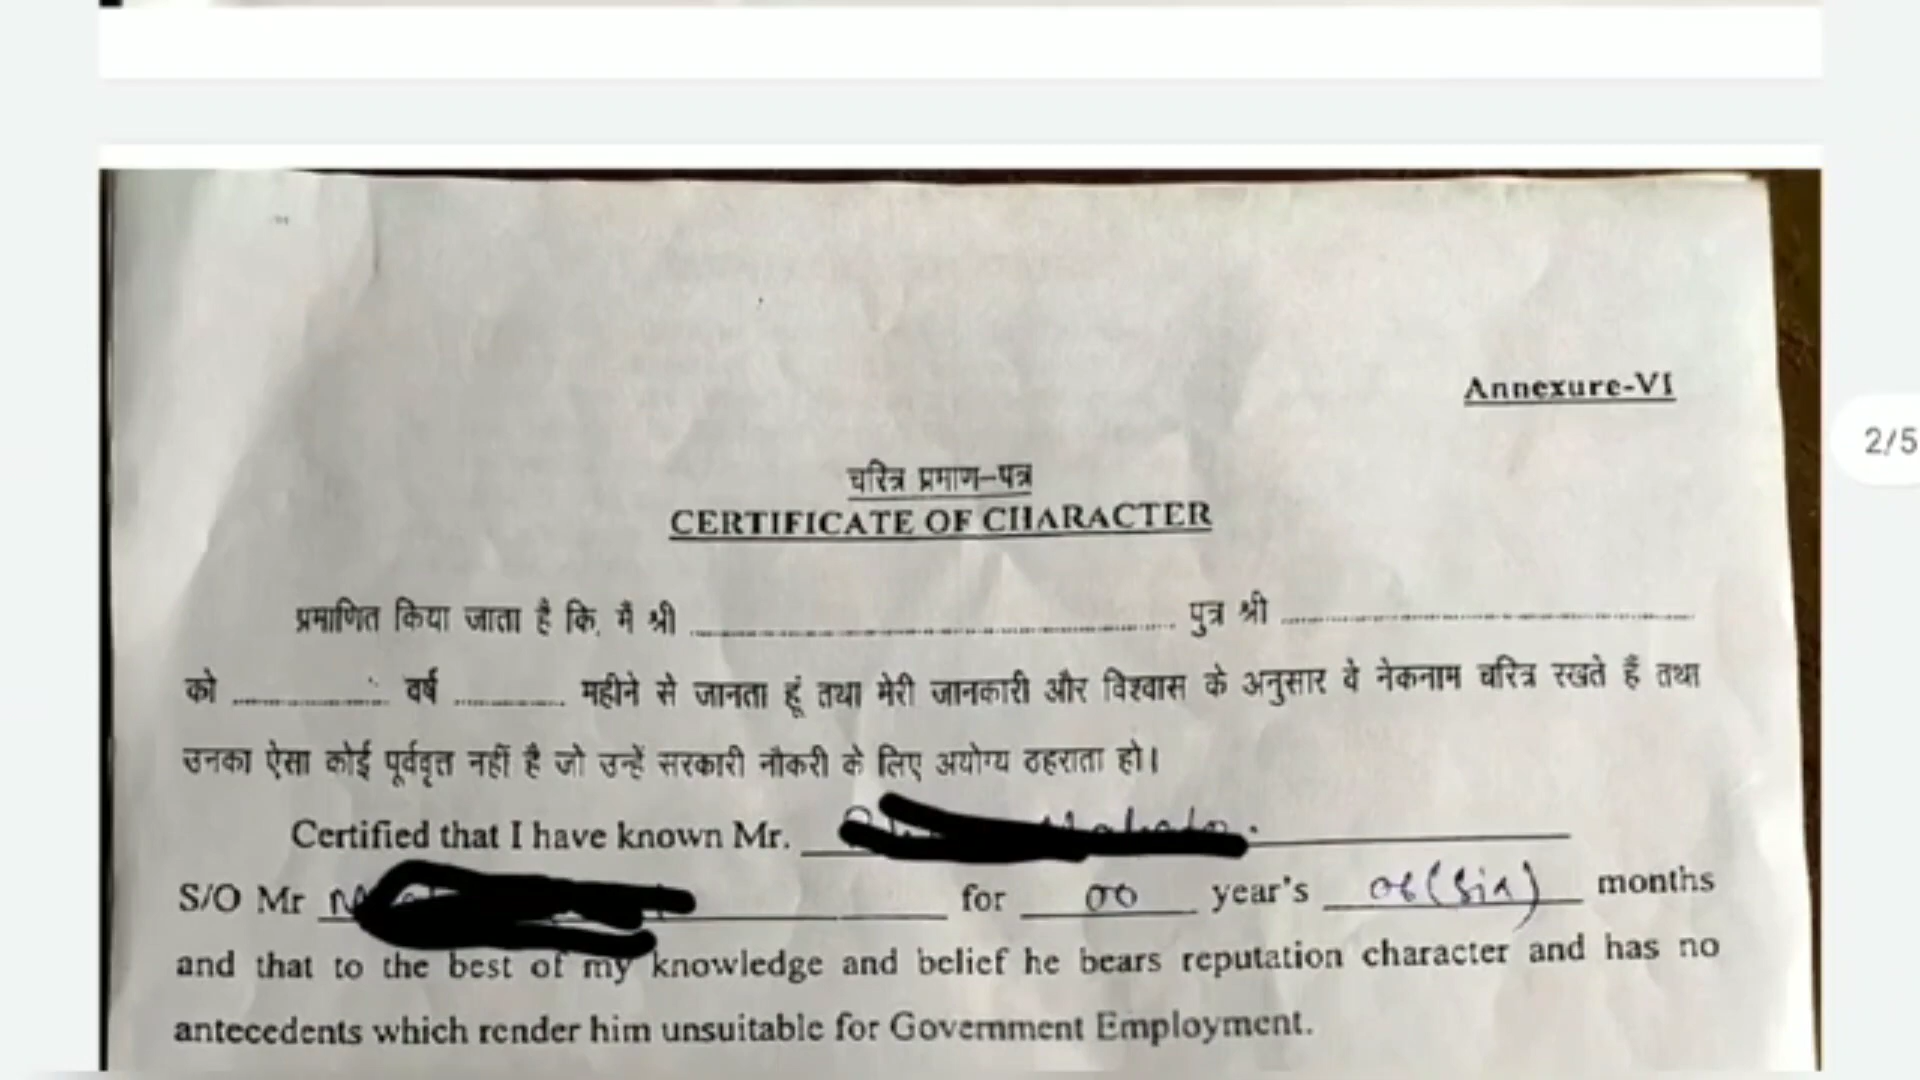 Annexure-VI
2/5
चरित्र प्रमाण-पत्र
CERTIFICATE OF CHARACTER
प्रमाणित किया जाता है कि, मैं श्री ........................ पुत्र श्री ........................
को ............ वर्ष ............ महीने से जानता हूं तथा मेरी जानकारी और विश्वास के अनुसार वे नेकनाम चरित्र रखते हैं तथा
उनका ऐसा कोई पूर्ववृत्त नहीं है जो उन्हें सरकारी नौकरी के लिए अयोग्य ठहराता हो।
Certified that I have known Mr.
S/O Mr for 00 year's 06 (Six) months
and that to the best of my knowledge and belief he bears reputation character and has no
antecedents which render him unsuitable for Government Employment.